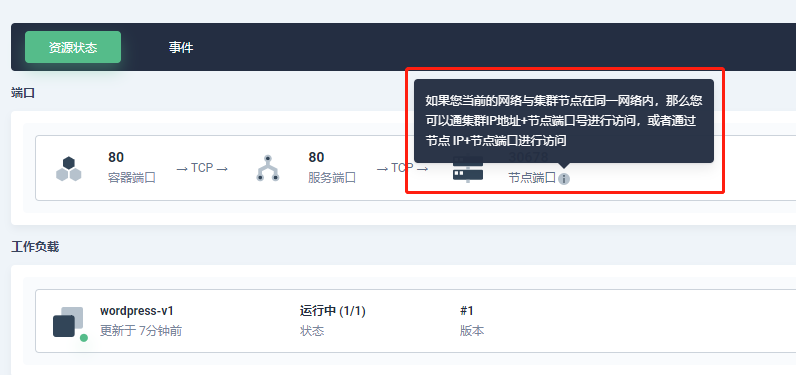 资源状态
事件
端口
如果您当前的网络与集群节点在同一网络内，那么您
可以通集群IP地址+节点端口号进行访问，或者通过
节点 IP+节点端口进行访问
80
容器端口
→ TCP →
80
服务端口
→ TCP →
节点端口
工作负载
wordpress-v1
更新于 7分钟前
运行中 (1/1)
状态
#1
版本